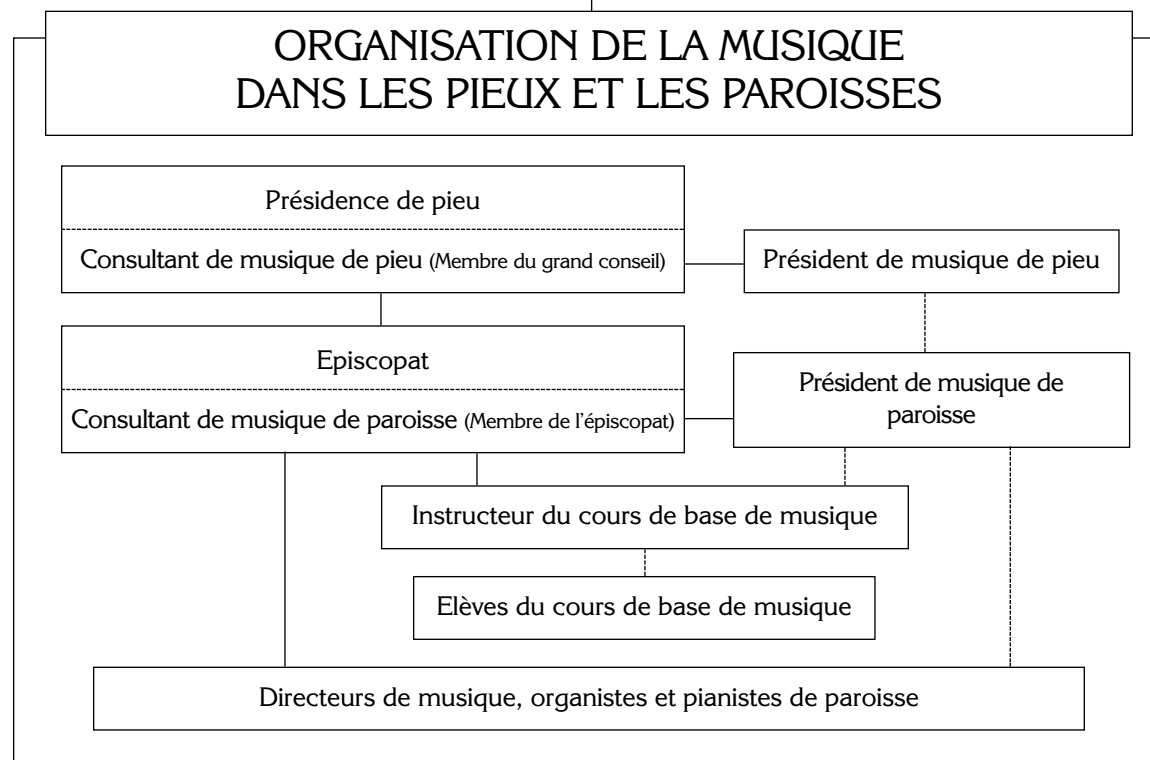 ORGANISATION DE LA MUSIQUE
DANS LES PIEUX ET LES PAROISSES
Présidence de pieu
Consultant de musique de pieu (Membre du grand conseil)
Président de musique de pieu
Episcopat
Consultant de musique de paroisse (Membre de l'épiscopat)
Président de musique de
paroisse
Instructeur du cours de base de musique
Elèves du cours de base de musique
Directeurs de musique, organistes et pianistes de paroisse